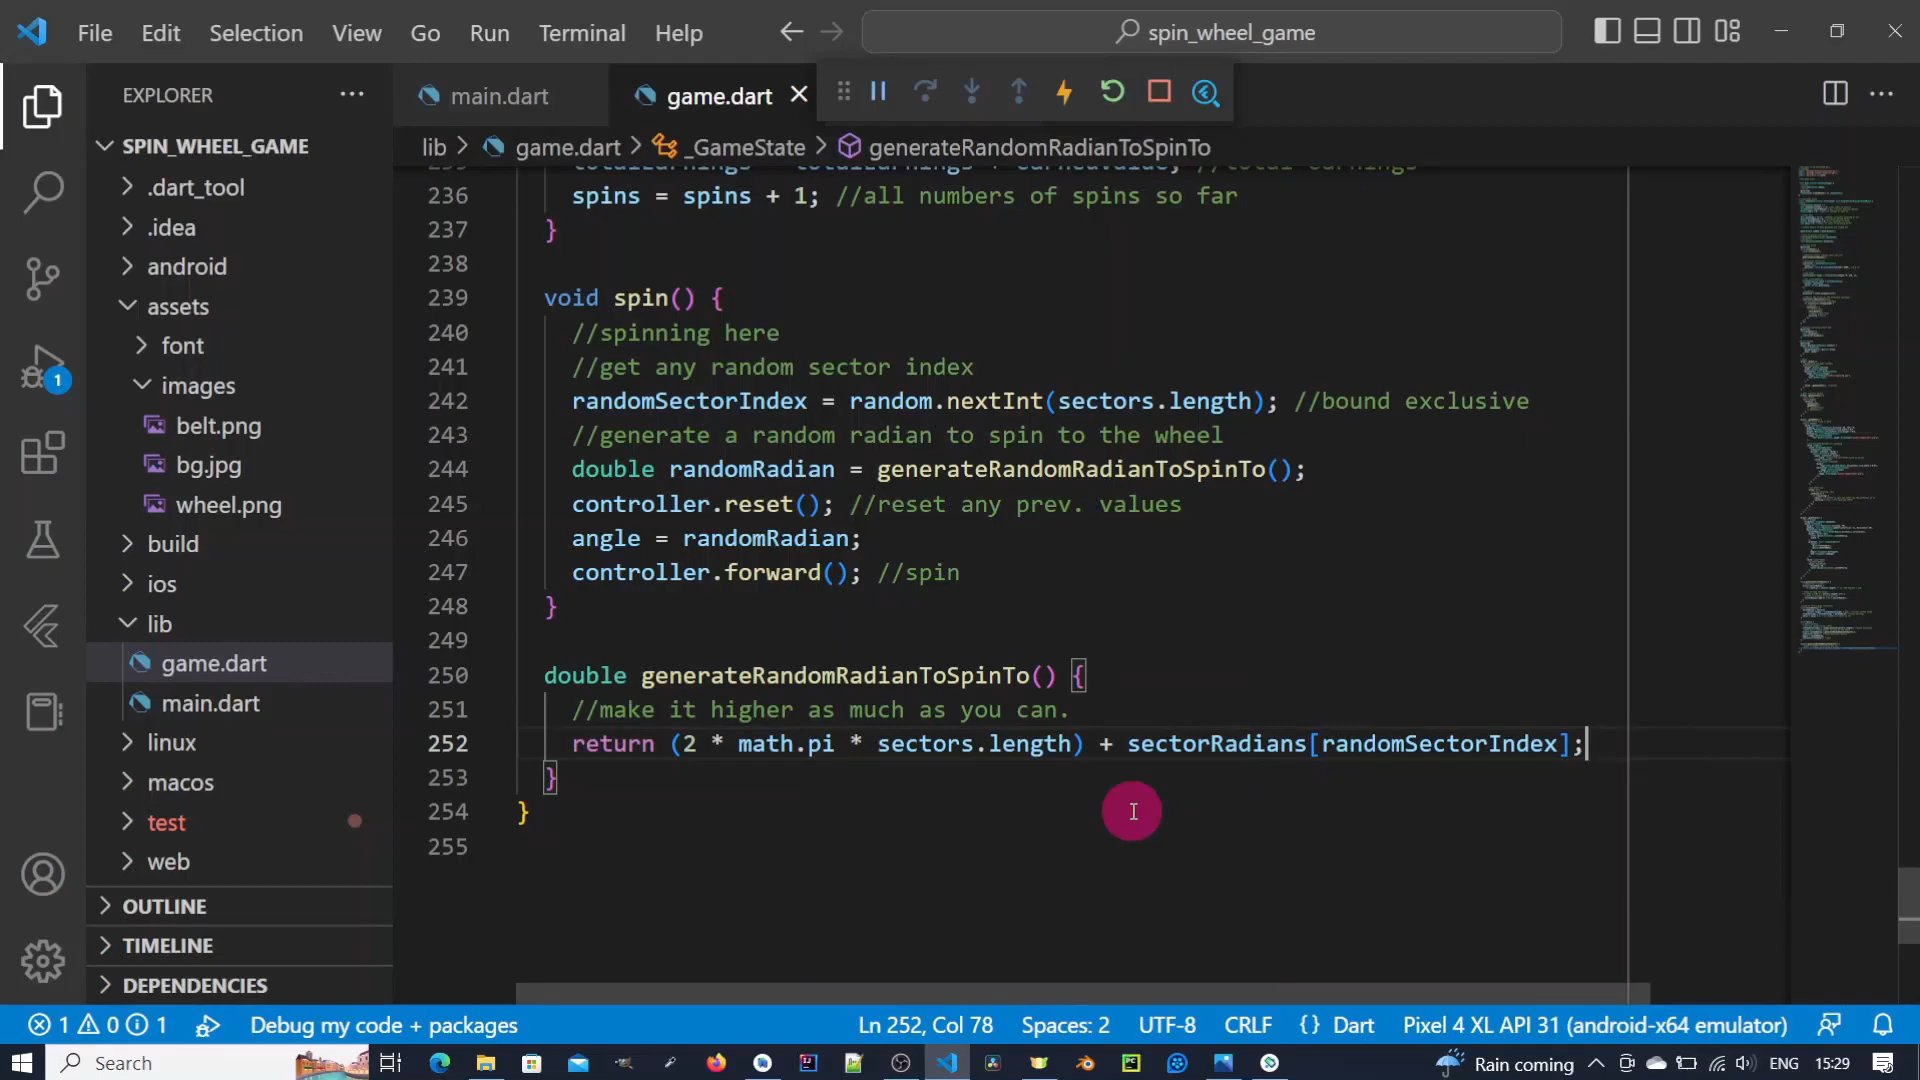 File Edit Selection View Go Run Terminal Help
spin_wheel_game
EXPLORER
SPIN_WHEEL_GAME
.dart_tool
.idea
android
assets
font
images
belt.png
bg.jpg
wheel.png
build
ios
lib
game.dart
main.dart
linux
macos
test
web
OUTLINE
TIMELINE
DEPENDENCIES
1
main.dart game.dart
lib > game.dart > _GameState > generateRandomRadianToSpinTo
236 spins = spins + 1; //all numbers of spins so far
237 }
238
239 void spin() {
240 //spinning here
241 //get any random sector index
242 randomSectorIndex = random.nextInt(sectors.length); //bound exclusive
243 //generate a random radian to spin to the wheel
244 double randomRadian = generateRandomRadianToSpinTo();
245 controller.reset(); //reset any prev. values
246 angle = randomRadian;
247 controller.forward(); //spin
248 }
249
250 double generateRandomRadianToSpinTo() {
251 //make it higher as much as you can.
252 return (2 * math.pi * sectors.length) + sectorRadians[randomSectorIndex];
253 }
254 }
255
1 0 1 Debug my code + packages Ln 252, Col 78 Spaces: 2 UTF-8 CRLF {} Dart Pixel 4 XL API 31 (android-x64 emulator)
Search Rain coming ENG 15:29